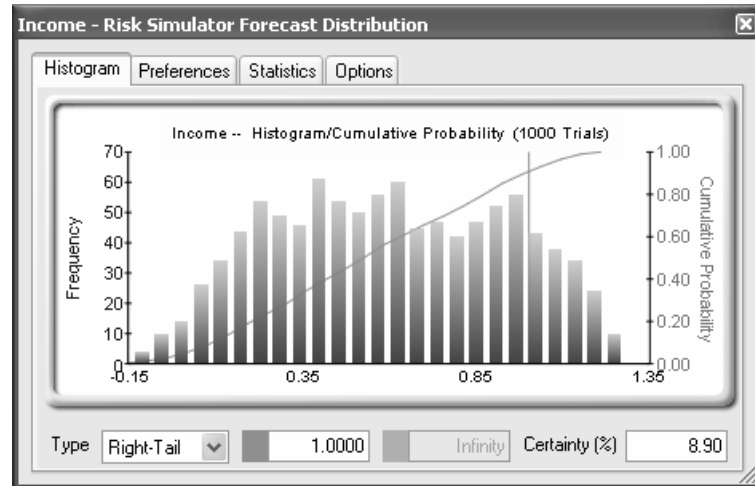 Income - Risk Simulator Forecast Distribution
Histogram Preferences Statistics Options
Income -- Histogram/Cumulative Probability (1000 Trials)
Frequency
70
60
50
40
30
20
10
0
-0.15 0.35 0.85 1.35
1.00
0.80
0.60
0.40
0.20
0.00
Cumulative Probability
Type Right-Tail 1.0000 Infinity Certainty (%) 8.90